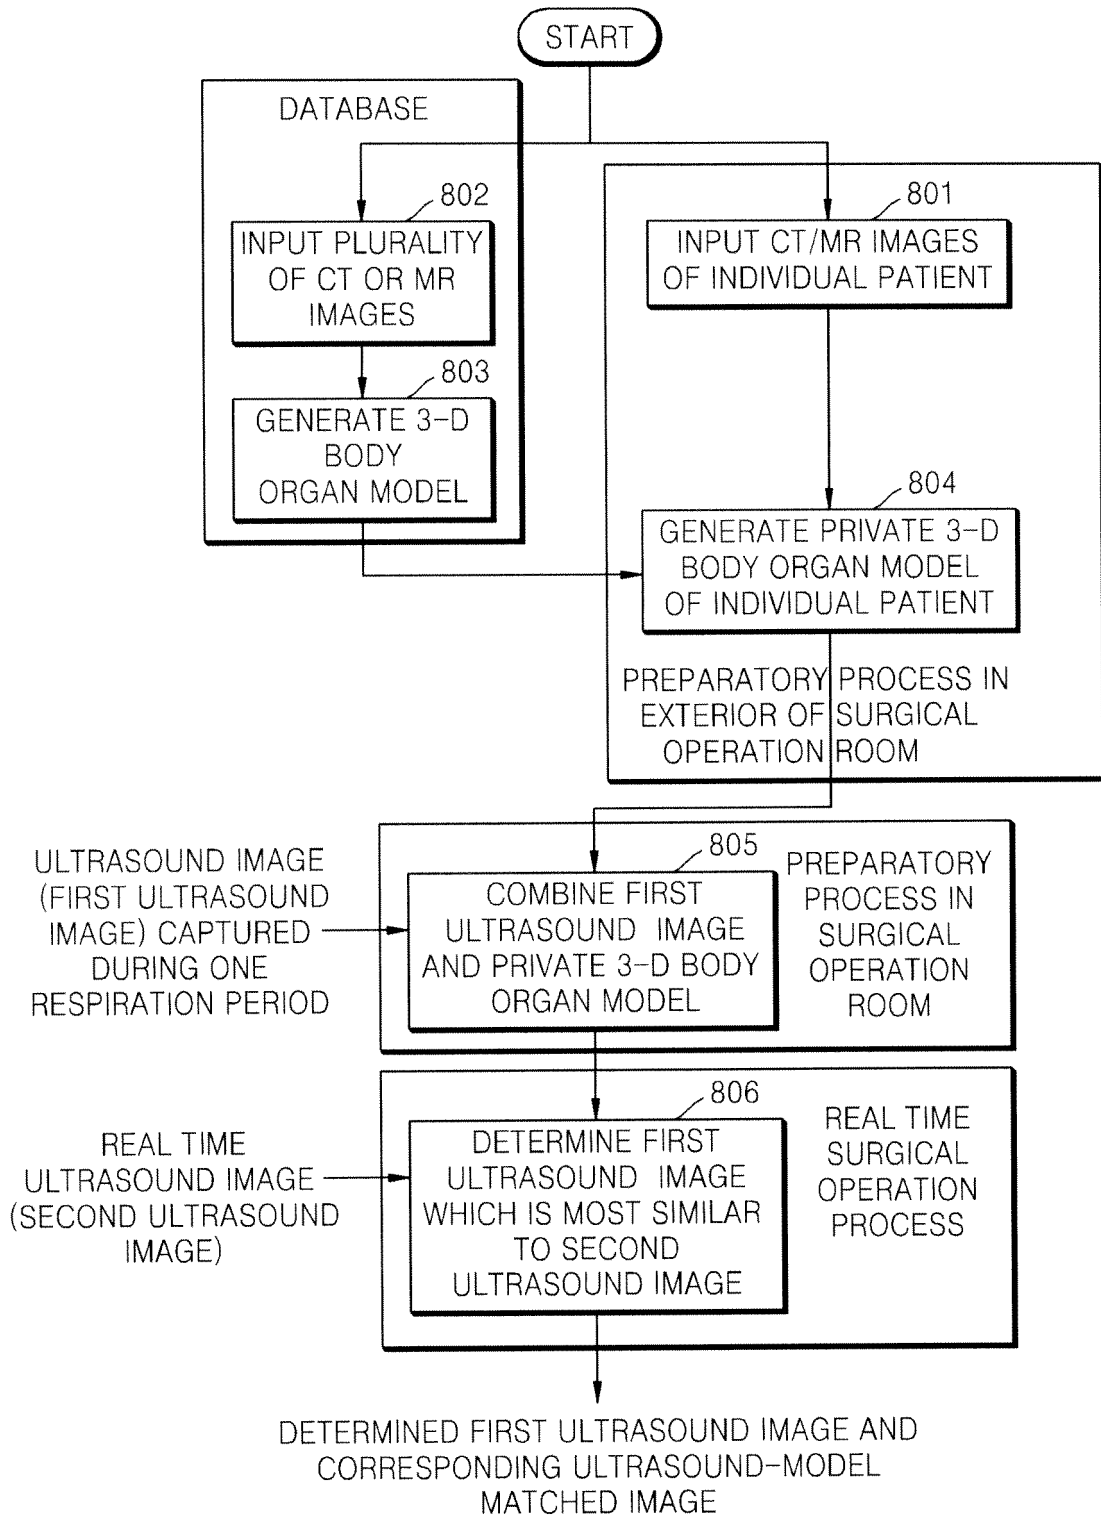 START
DATABASE
802
INPUT PLURALITY
OF CT OR MR
IMAGES
803
GENERATE 3-D
BODY
ORGAN MODEL
801
INPUT CT/MR IMAGES
OF INDIVIDUAL PATIENT
804
GENERATE PRIVATE 3-D
BODY ORGAN MODEL
OF INDIVIDUAL PATIENT
PREPARATORY PROCESS IN
EXTERIOR OF SURGICAL
OPERATION ROOM
ULTRASOUND IMAGE
(FIRST ULTRASOUND
IMAGE) CAPTURED
DURING ONE
RESPIRATION PERIOD
805
COMBINE FIRST
ULTRASOUND IMAGE
AND PRIVATE 3-D BODY
ORGAN MODEL
PREPARATORY
PROCESS IN
SURGICAL
OPERATION
ROOM
REAL TIME
ULTRASOUND IMAGE
(SECOND ULTRASOUND
IMAGE)
806
DETERMINE FIRST
ULTRASOUND IMAGE
WHICH IS MOST SIMILAR
TO SECOND
ULTRASOUND IMAGE
REAL TIME
SURGICAL
OPERATION
PROCESS
DETERMINED FIRST ULTRASOUND IMAGE AND
CORRESPONDING ULTRASOUND-MODEL
MATCHED IMAGE